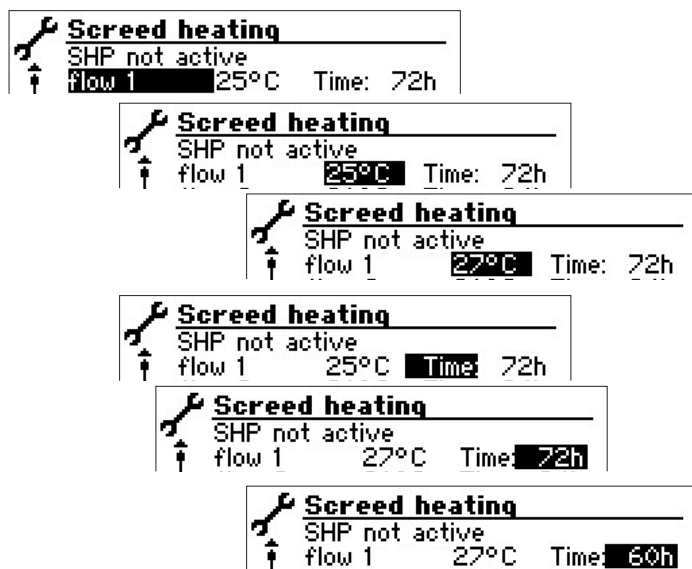 Screed heating
SHP not active
flow 1 25°C Time: 72h
Screed heating
SHP not active
flow 1 25°C Time: 72h
Screed heating
SHP not active
flow 1 27°C Time: 72h
Screed heating
SHP not active
flow 1 25°C Time: 72h
Screed heating
SHP not active
flow 1 27°C Time: 72h
Screed heating
SHP not active
flow 1 27°C Time: 60h